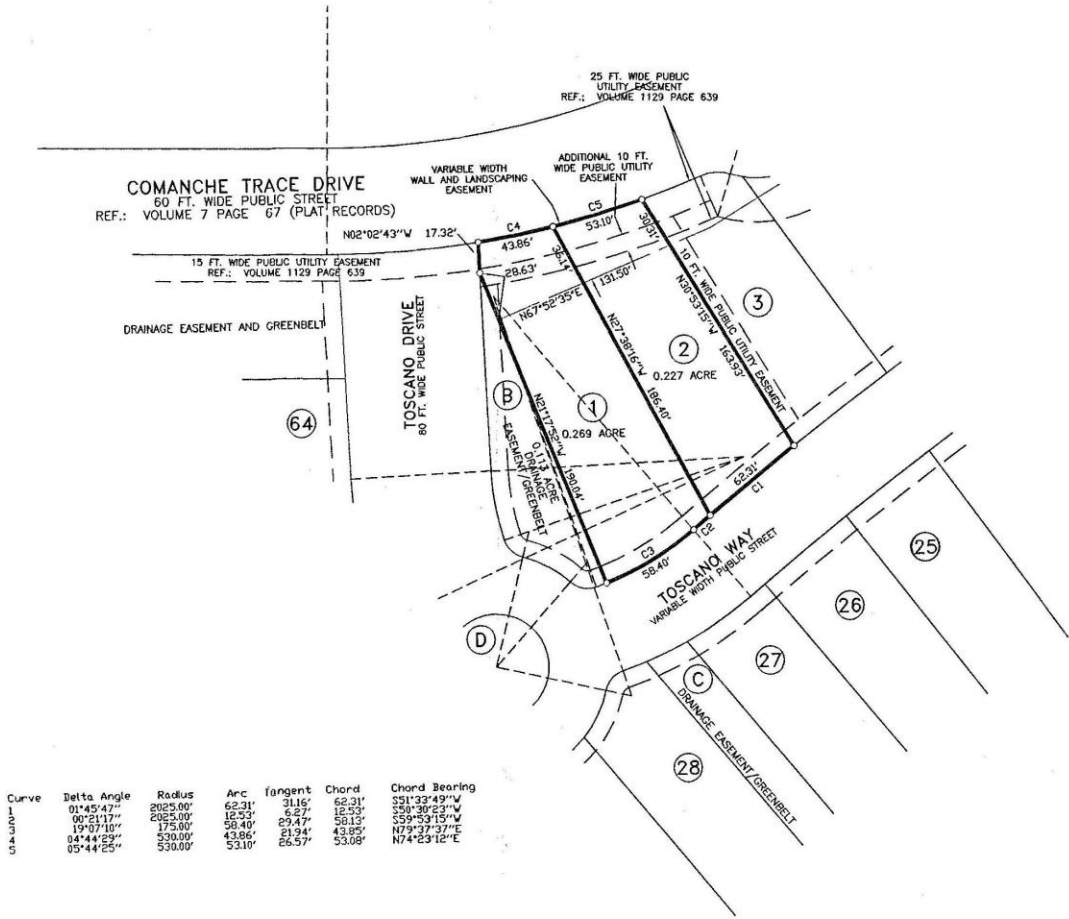 25 FT. WIDE PUBLIC
UTILITY EASEMENT
REF.: VOLUME 1129 PAGE 639
ADDITIONAL 10 FT.
WIDE PUBLIC UTILITY
EASEMENT
VARIABLE WIDTH
WALL AND LANDSCAPING
EASEMENT
COMANCHE TRACE DRIVE
60 FT. WIDE PUBLIC STREET
REF.: VOLUME 7 PAGE 67 (PLAT RECORDS)
N02°02'43"W 17.32'
C4
43.86'
C5
53.10'
15 FT. WIDE PUBLIC UTILITY EASEMENT
REF.: VOLUME 1129 PAGE 639
28.63'
36.14'
30.31'
131.50'
N67°52'35"E
10 FT. WIDE PUBLIC UTILITY EASEMENT
N30°53'15"W 163.93'
3
DRAINAGE EASEMENT AND GREENBELT
TOSCANO DRIVE
80 FT. WIDE PUBLIC STREET
N27°38'16"W 186.40'
2
0.227 ACRE
B
1
0.269 ACRE
64
N21°17'52"W 190.04'
0.113 ACRE
DRAINAGE
EASEMENT/GREENBELT
62.31'
C1
C2
C3
58.40'
TOSCANO WAY
VARIABLE WIDTH PUBLIC STREET
25
26
27
D
C
DRAINAGE EASEMENT/GREENBELT
28
Curve Delta Angle Radius Arc Tangent Chord Chord Bearing
1 01°45'47" 2025.00' 62.31' 31.16' 62.31' S51°33'49"W
2 00°21'17" 2025.00' 12.53' 6.27' 12.53' S50°30'23"W
3 19°07'10" 175.00' 58.40' 29.47' 58.13' S59°53'15"W
4 04°44'29" 530.00' 43.86' 21.94' 43.85' N79°37'37"E
5 05°44'25" 530.00' 53.10' 26.57' 53.08' N74°23'12"E